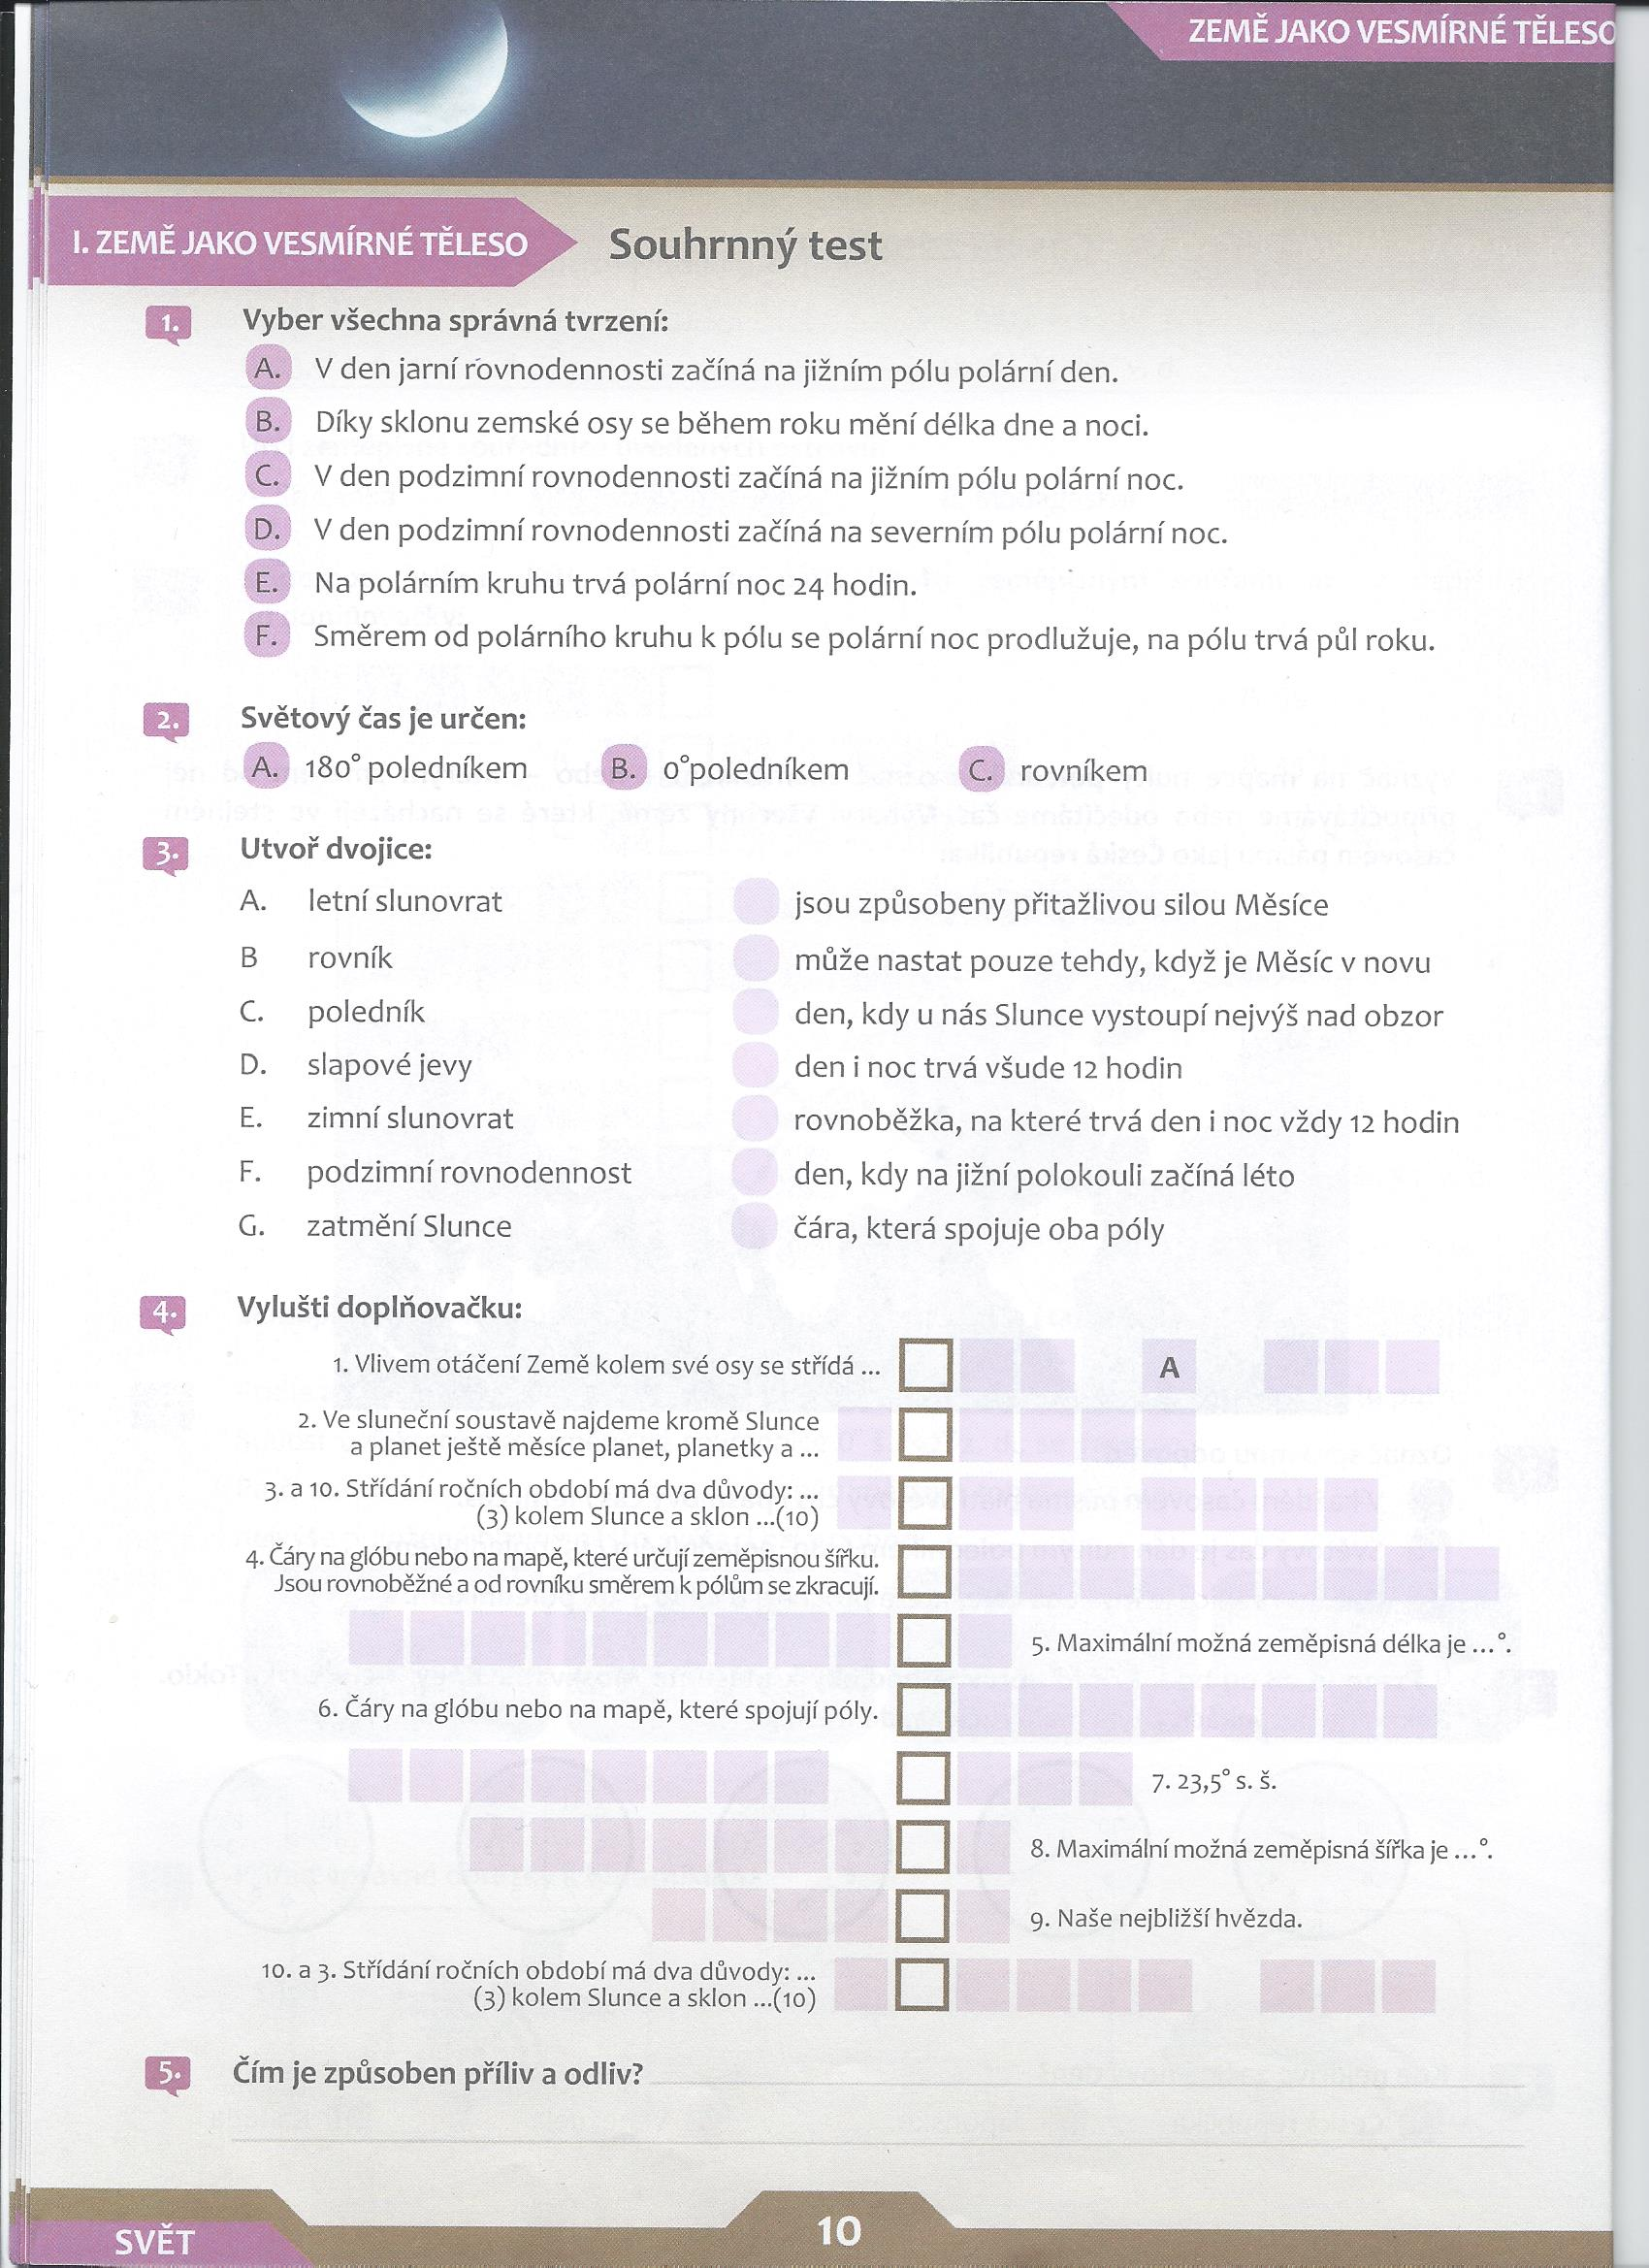 ZEMĚ JAKO VESMÍRNÉ TĚLESO
I. ZEMĚ JAKO VESMÍRNÉ TĚLESO
Souhrnný test
1. Vyber všechna správná tvrzení:
A. V den jarní rovnodennosti začíná na jižním pólu polární den.
B. Díky sklonu zemské osy se během roku mění délka dne a noci.
C. V den podzimní rovnodennosti začíná na jižním pólu polární noc.
D. V den podzimní rovnodennosti začíná na severním pólu polární noc.
E. Na polárním kruhu trvá polární noc 24 hodin.
F. Směrem od polárního kruhu k pólu se polární noc prodlužuje, na pólu trvá půl roku.
2. Světový čas je určen:
A. 180° poledníkem B. 0°poledníkem C. rovníkem
3. Utvoř dvojice:
A. letní slunovrat jsou způsobeny přitažlivou silou Měsíce
B rovník může nastat pouze tehdy, když je Měsíc v novu
C. poledník den, kdy u nás Slunce vystoupí nejvýš nad obzor
D. slapové jevy den i noc trvá všude 12 hodin
E. zimní slunovrat rovnoběžka, na které trvá den i noc vždy 12 hodin
F. podzimní rovnodennost den, kdy na jižní polokouli začíná léto
G. zatmění Slunce čára, která spojuje oba póly
4. Vylušti doplňovačku:
1. Vlivem otáčení Země kolem své osy se střídá ... A
2. Ve sluneční soustavě najdeme kromě Slunce
a planet ještě měsíce planet, planetky a ...
3. a 10. Střídání ročních období má dva důvody: ...
(3) kolem Slunce a sklon ...(10)
4. Čáry na glóbu nebo na mapě, které určují zeměpisnou šířku.
Jsou rovnoběžné a od rovníku směrem k pólům se zkracují.
5. Maximální možná zeměpisná délka je ...°.
6. Čáry na glóbu nebo na mapě, které spojují póly.
7. 23,5° s. š.
8. Maximální možná zeměpisná šířka je ...°.
9. Naše nejbližší hvězda.
10. a 3. Střídání ročních období má dva důvody: ...
(3) kolem Slunce a sklon ...(10)
5. Čím je způsoben příliv a odliv?
SVĚT
10